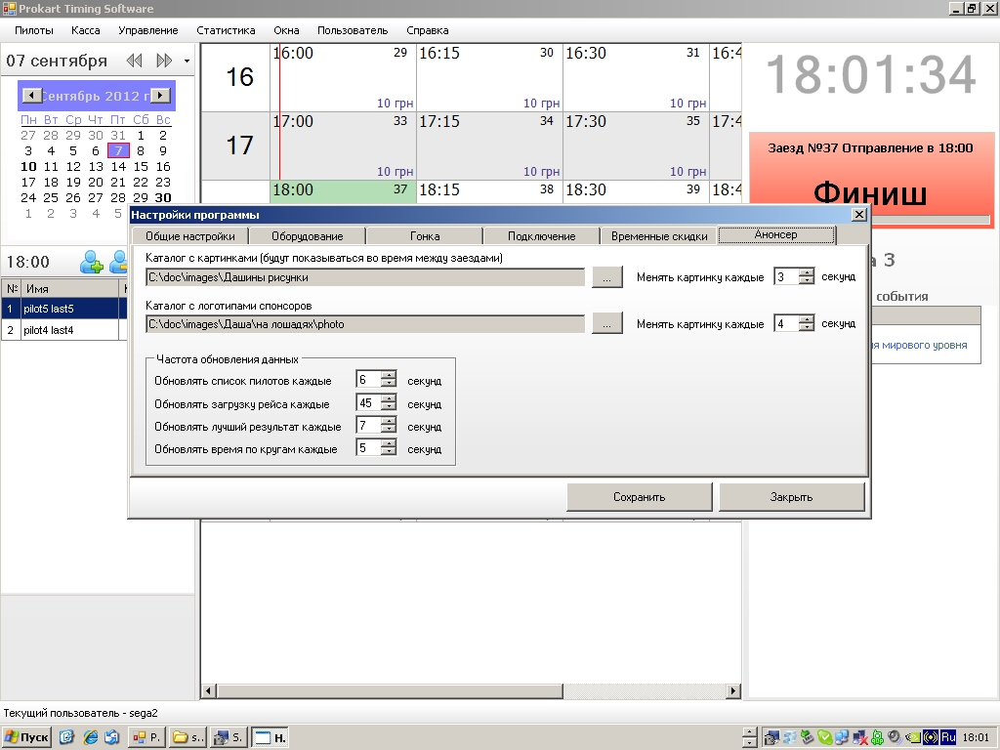 Prokart Timing Software
Пилоты Касса Управление Статистика Окна Пользователь Справка
07 сентября
Сентябрь 2012 г
Пн Вт Ср Чт Пт Сб Вс
27 28 29 30 31 1 2
3 4 5 6 7 8 9
10 11 12 13 14 15 16
17 18 19 20 21 22 23
24 25 26 27 28 29 30
1 2 3 4 5
18:00
№ Имя
1 pilot5 last5
2 pilot4 last4
16
16:00 29 16:15 30 16:30 31 16:4
10 грн 10 грн 10 грн
17
17:00 33 17:15 34 17:30 35 17:4
10 грн 10 грн 10 грн
18:00 37 18:15 38 18:30 39 18:4
18:01:34
Заезд №37 Отправление в 18:00
Финиш
а 3
события
я мирового уровня
Настройки программы
Общие настройки Оборудование Гонка Подключение Временные скидки Анонсер
Каталог с картинками (будут показываться во время между заездами)
C:\doc\images\Дашины рисунки ... Менять картинку каждые 3 секунд
Каталог с логотипами спонсоров
C:\doc\images\Даша\на лошадях\photo ... Менять картинку каждые 4 секунд
Частота обновления данных
Обновлять список пилотов каждые 6 секунд
Обновлять загрузку рейса каждые 45 секунд
Обновлять лучший результат каждые 7 секунд
Обновлять время по кругам каждые 5 секунд
Сохранить Закрыть
Текущий пользователь - sega2
Пуск P.. s.. S.. Н.. Ru 18:01